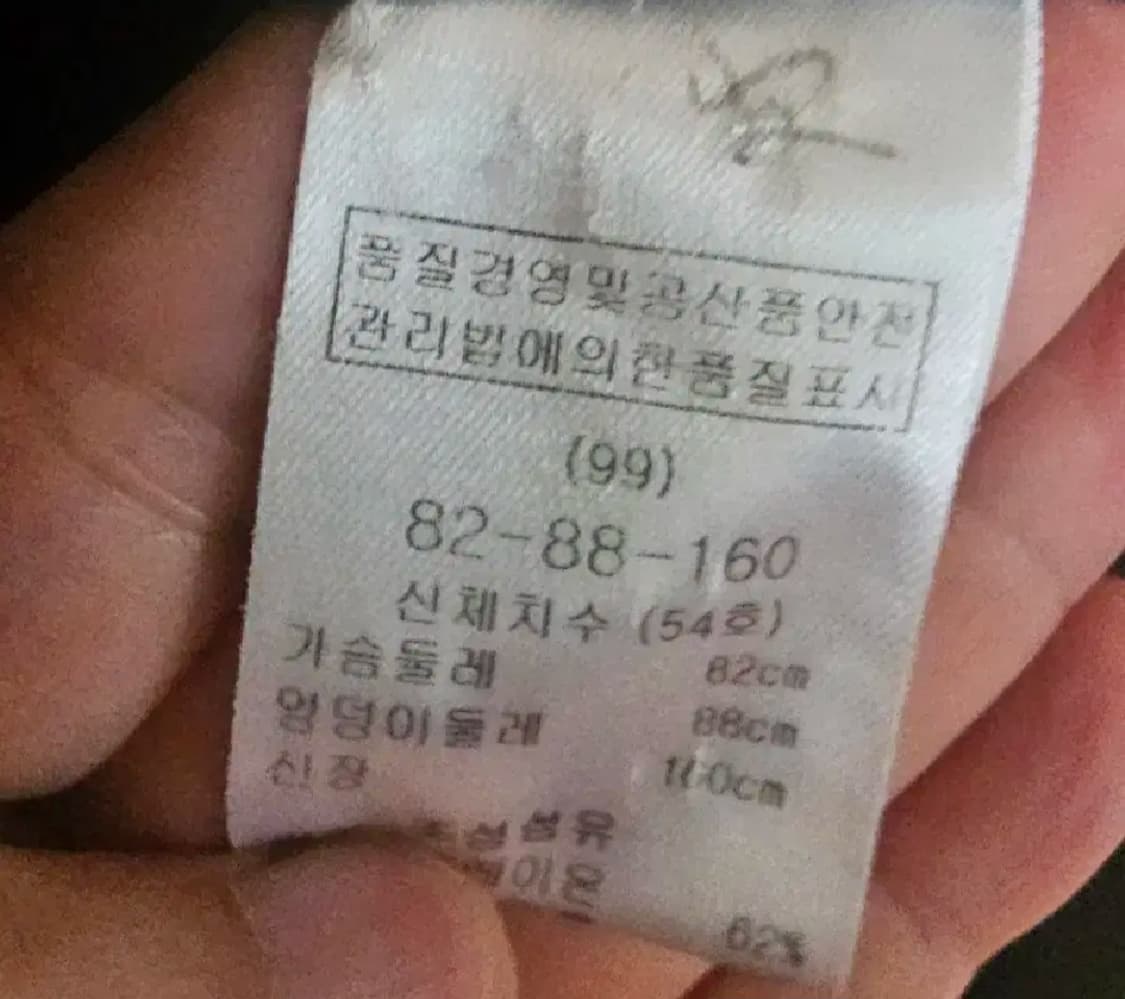 품질경영및공산품안전
관리법에의한품질표시
(99)
82-88-160
신체치수 (54호)
가슴둘레 82cm
엉덩이둘레 88cm
신장 160cm
섬유
62%